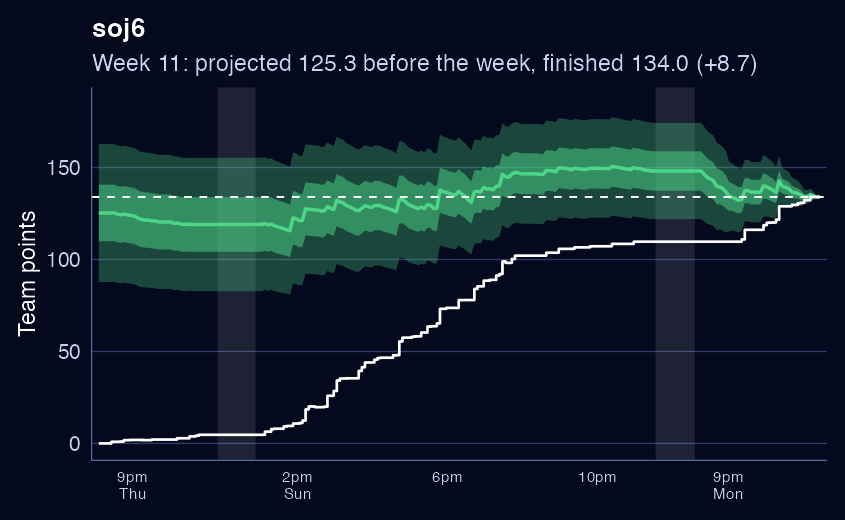 soj6
Week 11: projected 125.3 before the week, finished 134.0 (+8.7)
Team points
150
100
50
0
9pm
Thu
2pm
Sun
6pm
10pm
9pm
Mon